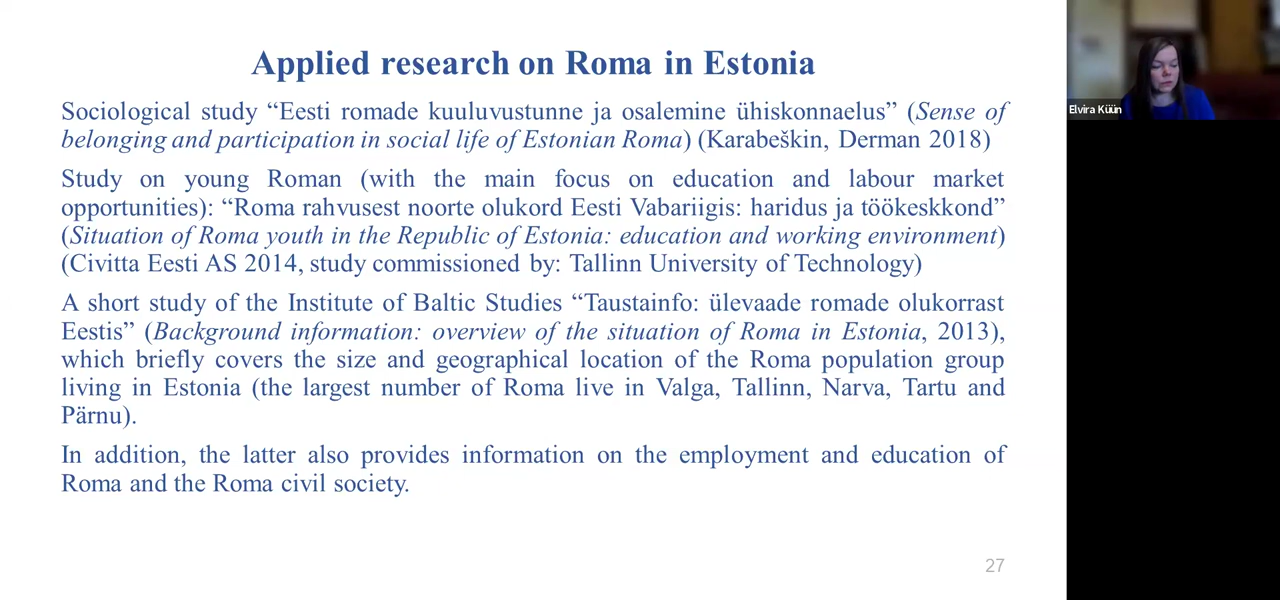 Applied research on Roma in Estonia
Sociological study “Eesti romade kuuluvustunne ja osalemine ühiskonnaelus” (Sense of
belonging and participation in social life of Estonian Roma) (Karabeškin, Derman 2018)
Study on young Roman (with the main focus on education and labour market
opportunities): “Roma rahvusest noorte olukord Eesti Vabariigis: haridus ja töökeskkond”
(Situation of Roma youth in the Republic of Estonia: education and working environment)
(Civitta Eesti AS 2014, study commissioned by: Tallinn University of Technology)
A short study of the Institute of Baltic Studies “Taustainfo: ülevaade romade olukorrast
Eestis” (Background information: overview of the situation of Roma in Estonia, 2013),
which briefly covers the size and geographical location of the Roma population group
living in Estonia (the largest number of Roma live in Valga, Tallinn, Narva, Tartu and
Pärnu).
In addition, the latter also provides information on the employment and education of
Roma and the Roma civil society.
27
Elvira Küün